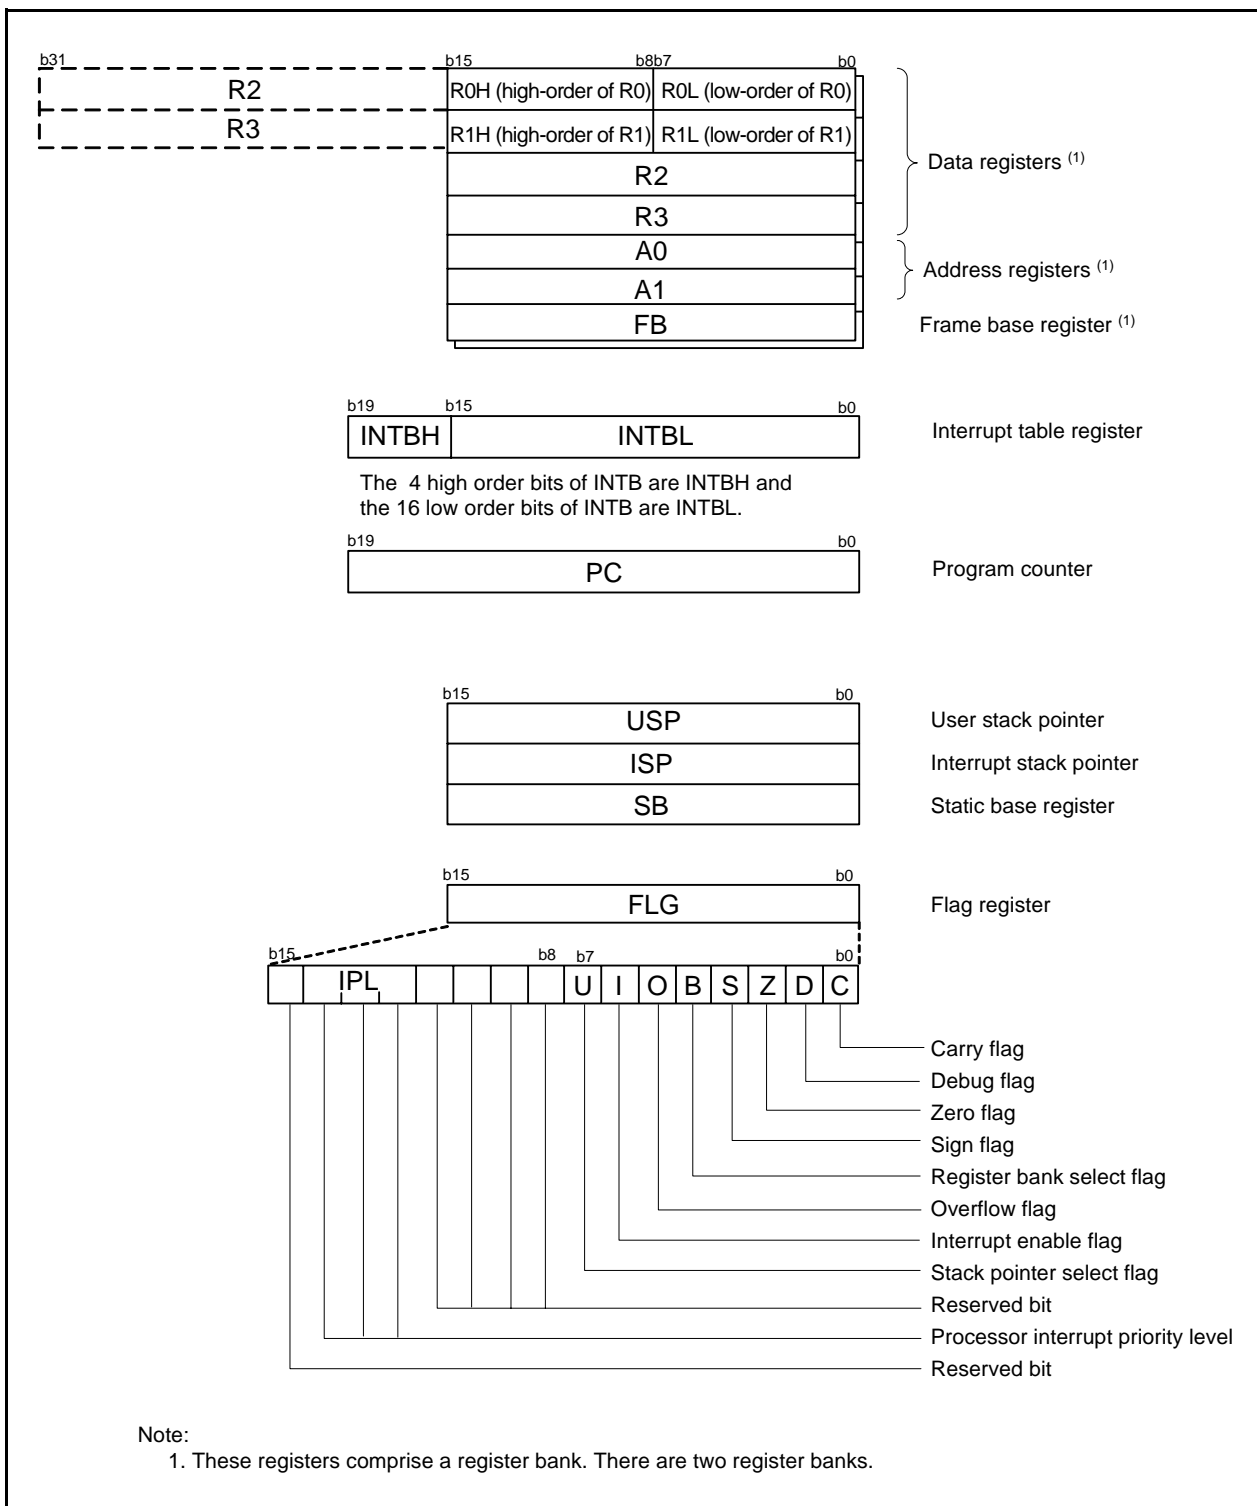 b31 b15 b8b7 b0
R2 R0H (high-order of R0) R0L (low-order of R0)
R3 R1H (high-order of R1) R1L (low-order of R1)
Data registers (1)
R2
R3
A0
Address registers (1)
A1
FB Frame base register (1)
b19 b15 b0
INTBH INTBL Interrupt table register
The 4 high order bits of INTB are INTBH and
the 16 low order bits of INTB are INTBL.
b19 b0
PC Program counter
b15 b0
USP User stack pointer
ISP Interrupt stack pointer
SB Static base register
b15 b0
FLG Flag register
b15 b8 b7 b0
IPL U I O B S Z D C
Carry flag
Debug flag
Zero flag
Sign flag
Register bank select flag
Overflow flag
Interrupt enable flag
Stack pointer select flag
Reserved bit
Processor interrupt priority level
Reserved bit
Note:
1. These registers comprise a register bank. There are two register banks.